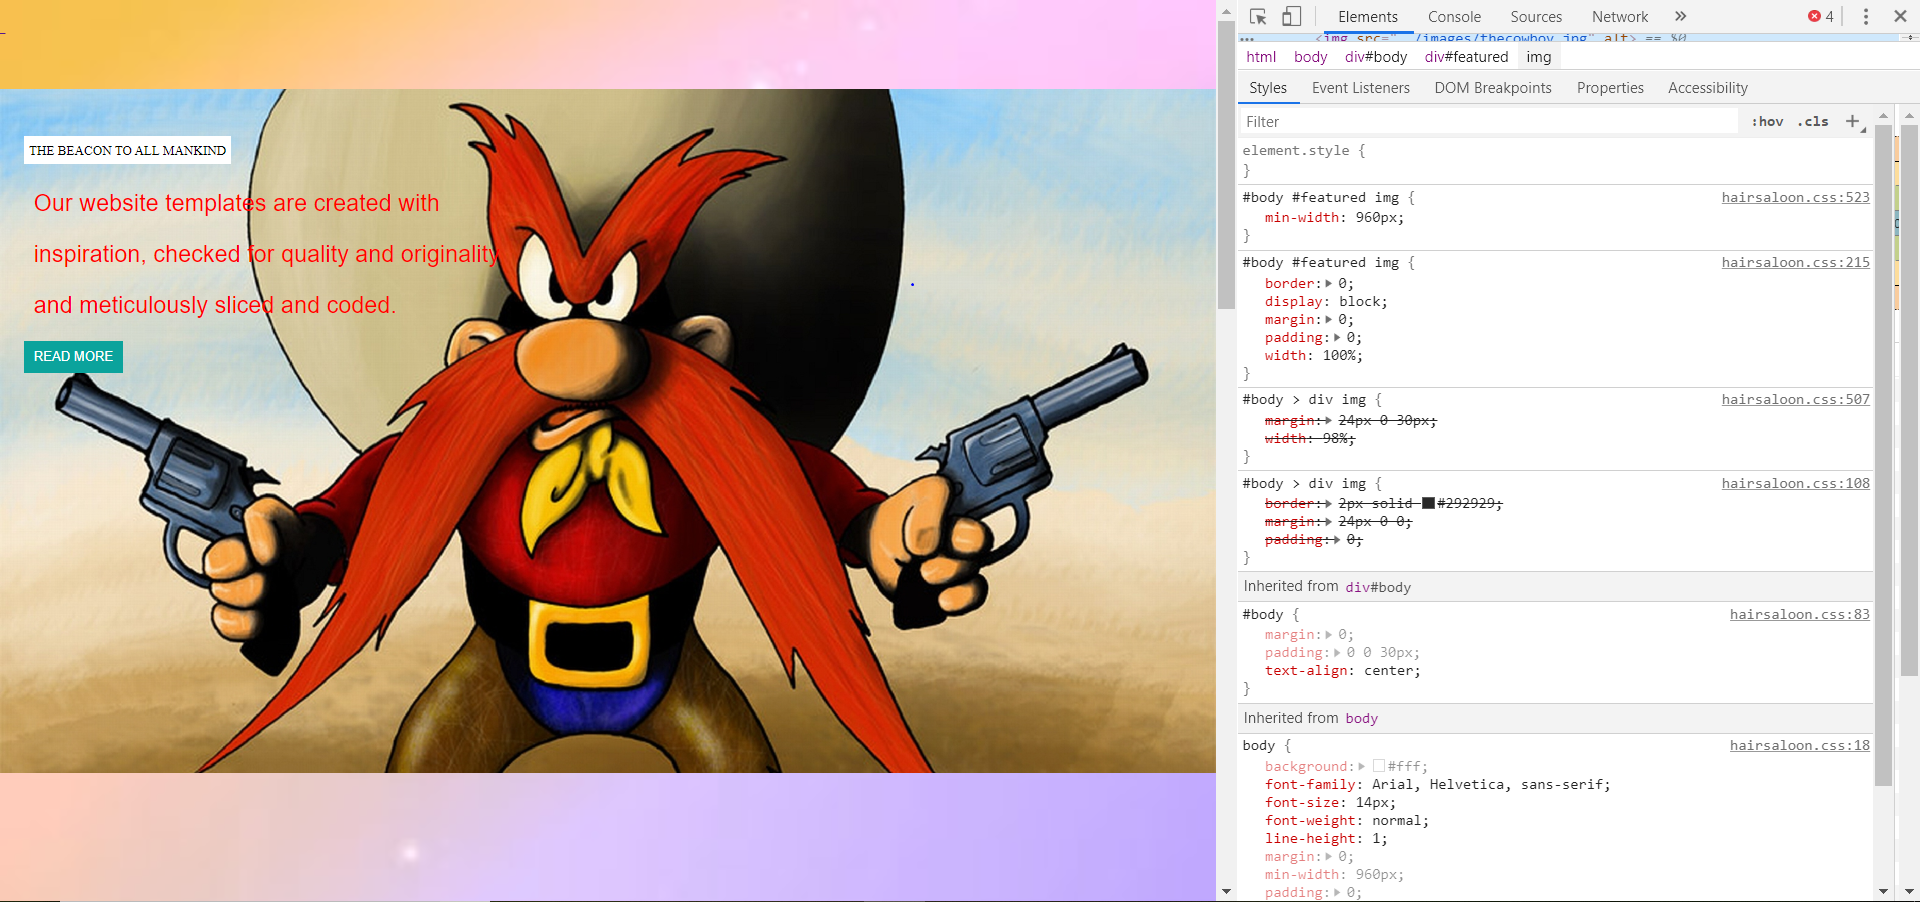 THE BEACON TO ALL MANKIND
Our website templates are created with
inspiration, checked for quality and originality
and meticulously sliced and coded.
READ MORE
Elements Console Sources Network » 4
<img src="../images/thecowboy.jpg" alt> == $0
html body div#body div#featured img
Styles Event Listeners DOM Breakpoints Properties Accessibility
Filter :hov .cls +
element.style {
}
#body #featured img { hairsaloon.css:523
min-width: 960px;
}
#body #featured img { hairsaloon.css:215
border: 0;
display: block;
margin: 0;
padding: 0;
width: 100%;
}
#body > div img { hairsaloon.css:507
margin: 24px 0 30px;
width: 98%;
}
#body > div img { hairsaloon.css:108
border: 2px solid #292929;
margin: 24px 0 0;
padding: 0;
}
Inherited from div#body
#body { hairsaloon.css:83
margin: 0;
padding: 0 0 30px;
text-align: center;
}
Inherited from body
body { hairsaloon.css:18
background: #fff;
font-family: Arial, Helvetica, sans-serif;
font-size: 14px;
font-weight: normal;
line-height: 1;
margin: 0;
min-width: 960px;
padding: 0;